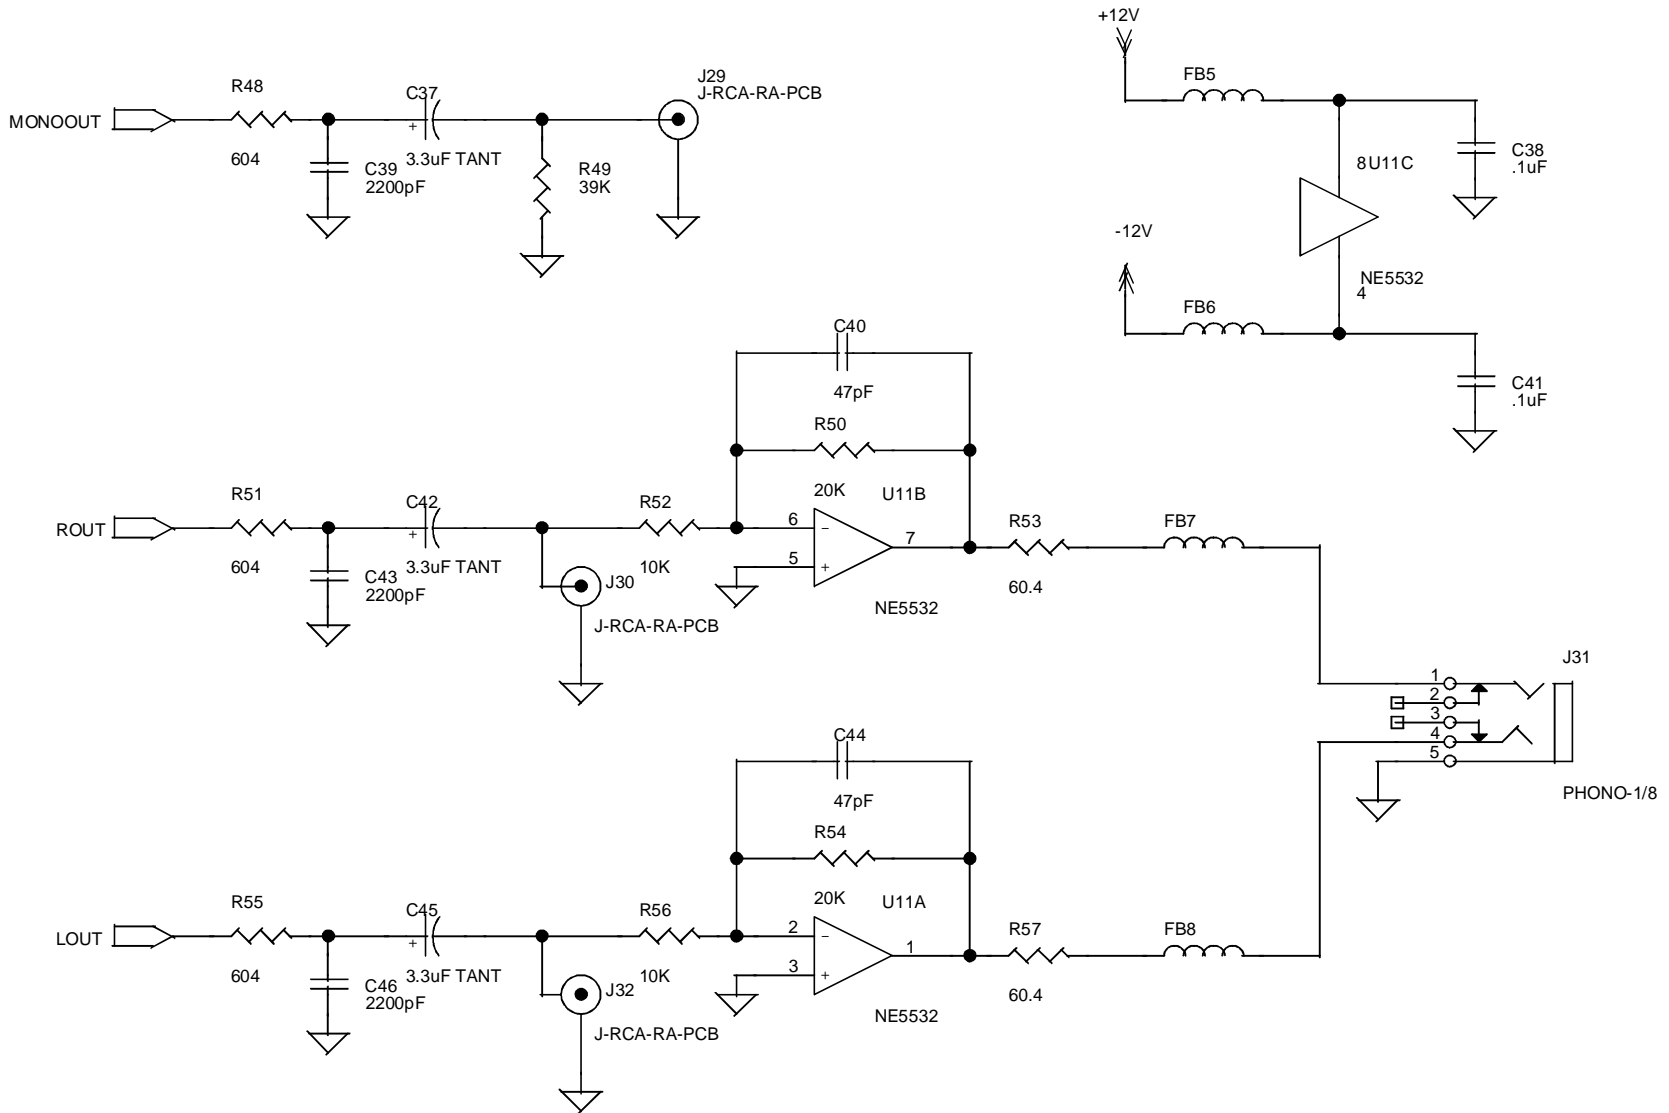 +12V
R48
C37
J29
J-RCA-RA-PCB
FB5
MONOOUT
+
604
C39
2200pF
3.3uF TANT
R49
39K
8
U11C
C38
.1uF
-12V
NE5532
4
FB6
C40
47pF
C41
.1uF
R50
20K
U11B
R51
C42
R52
6
-
7
R53
FB7
ROUT
+
5
+
604
C43
2200pF
3.3uF TANT
10K
J30
60.4
NE5532
J-RCA-RA-PCB
J31
1
2
3
4
5
PHONO-1/8
C44
47pF
R54
20K
U11A
R55
C45
R56
2
-
1
R57
FB8
LOUT
+
3
+
604
C46
2200pF
3.3uF TANT
10K
J32
60.4
NE5532
J-RCA-RA-PCB